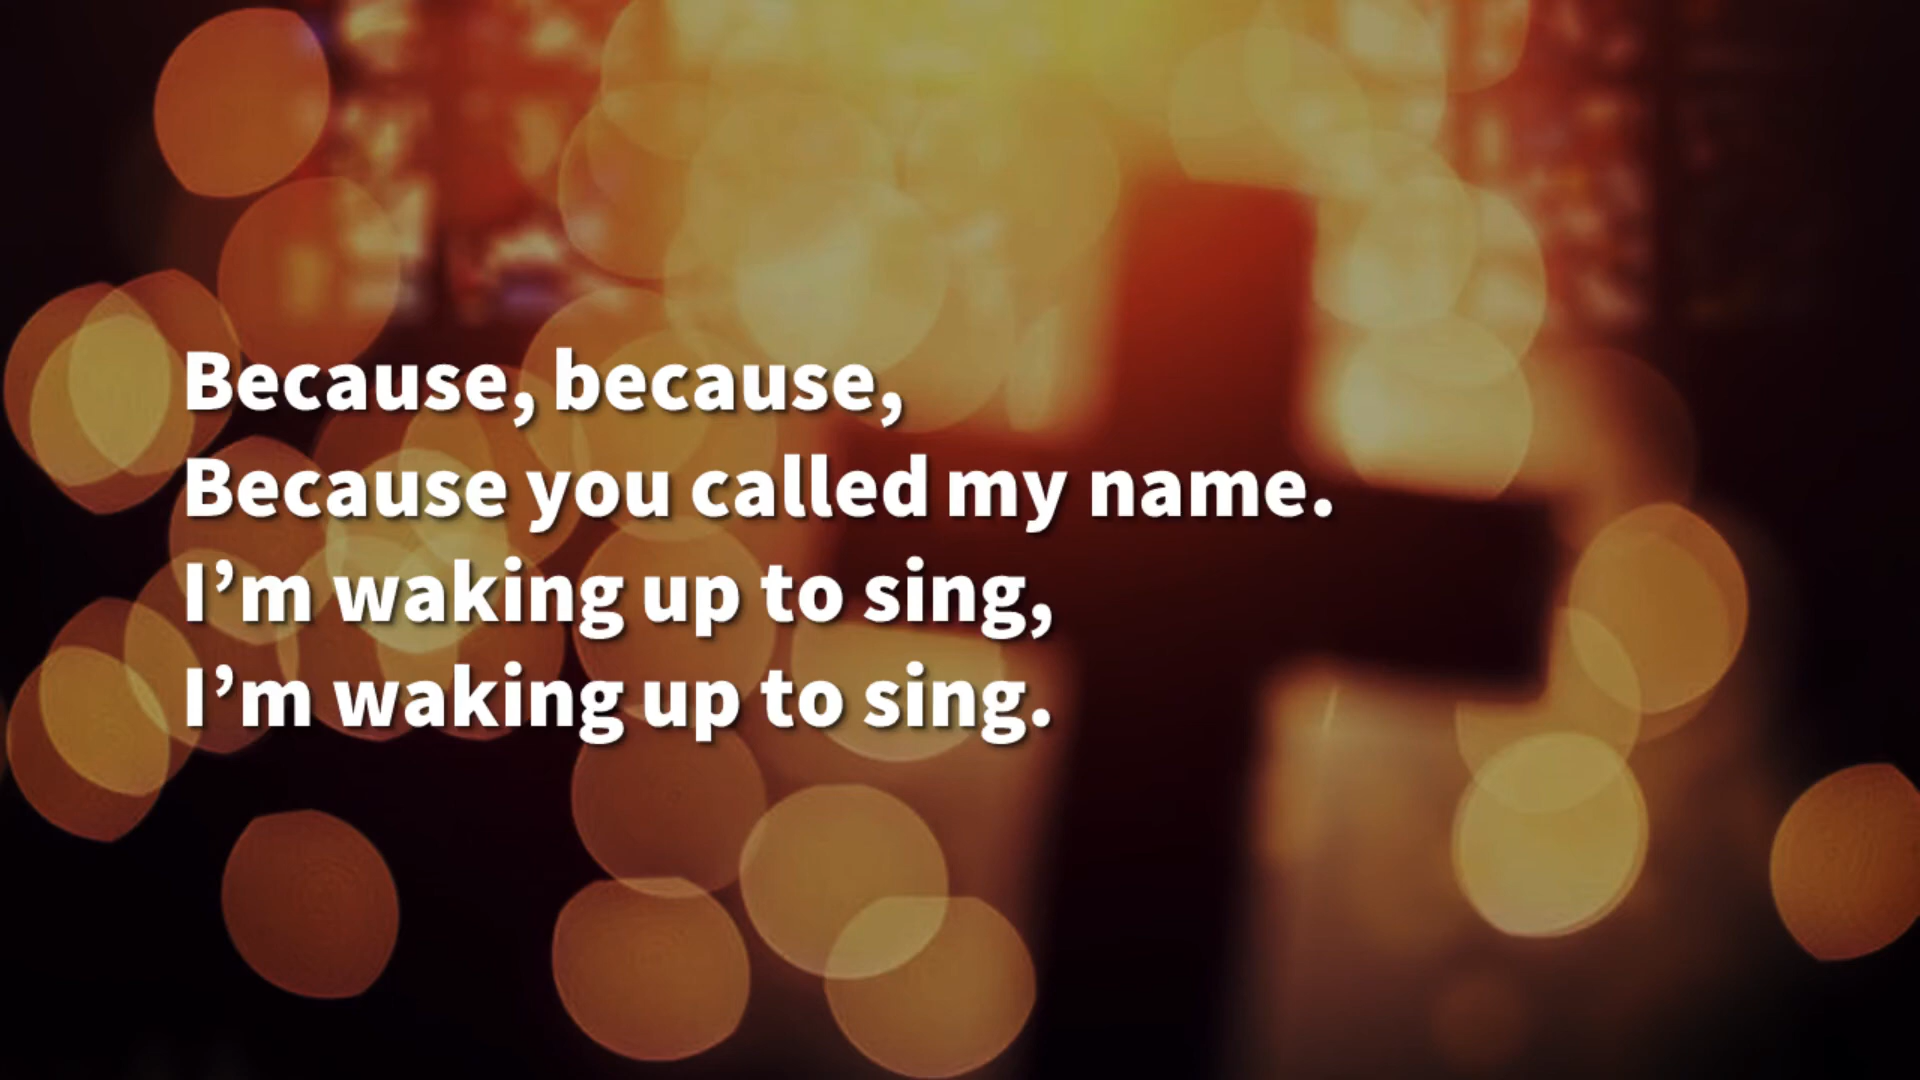 Because, because,
Because you called my name.
I’m waking up to sing,
I’m waking up to sing.